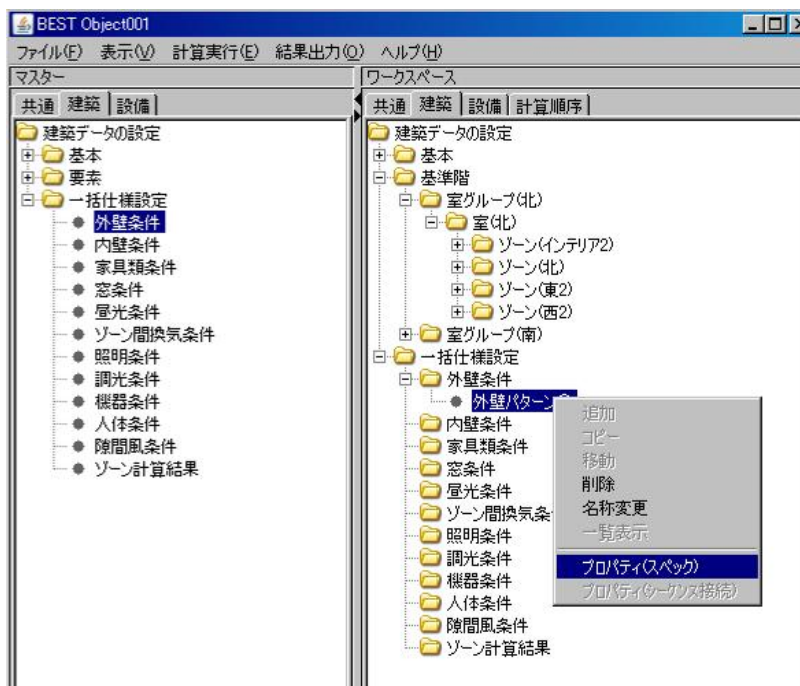 BEST Object001
ファイル(F) 表示(V) 計算実行(E) 結果出力(O) ヘルプ(H)
マスター
共通 建築 設備
建築データの設定
基本
要素
一括仕様設定
外壁条件
内壁条件
家具類条件
窓条件
昼光条件
ゾーン間換気条件
照明条件
調光条件
機器条件
人体条件
隙間風条件
ゾーン計算結果
ワークスペース
共通 建築 設備 計算順序
建築データの設定
基本
基準階
室グループ(北)
室(北)
ゾーン(インテリア2)
ゾーン(北)
ゾーン(東2)
ゾーン(西2)
室グループ(南)
一括仕様設定
外壁条件
外壁パターン
内壁条件
家具類条件
窓条件
昼光条件
ゾーン間換気条
照明条件
調光条件
機器条件
人体条件
隙間風条件
ゾーン計算結果
追加
コピー
移動
削除
名称変更
一覧表示
プロパティ(スペック)
プロパティ(シーケンス接続)